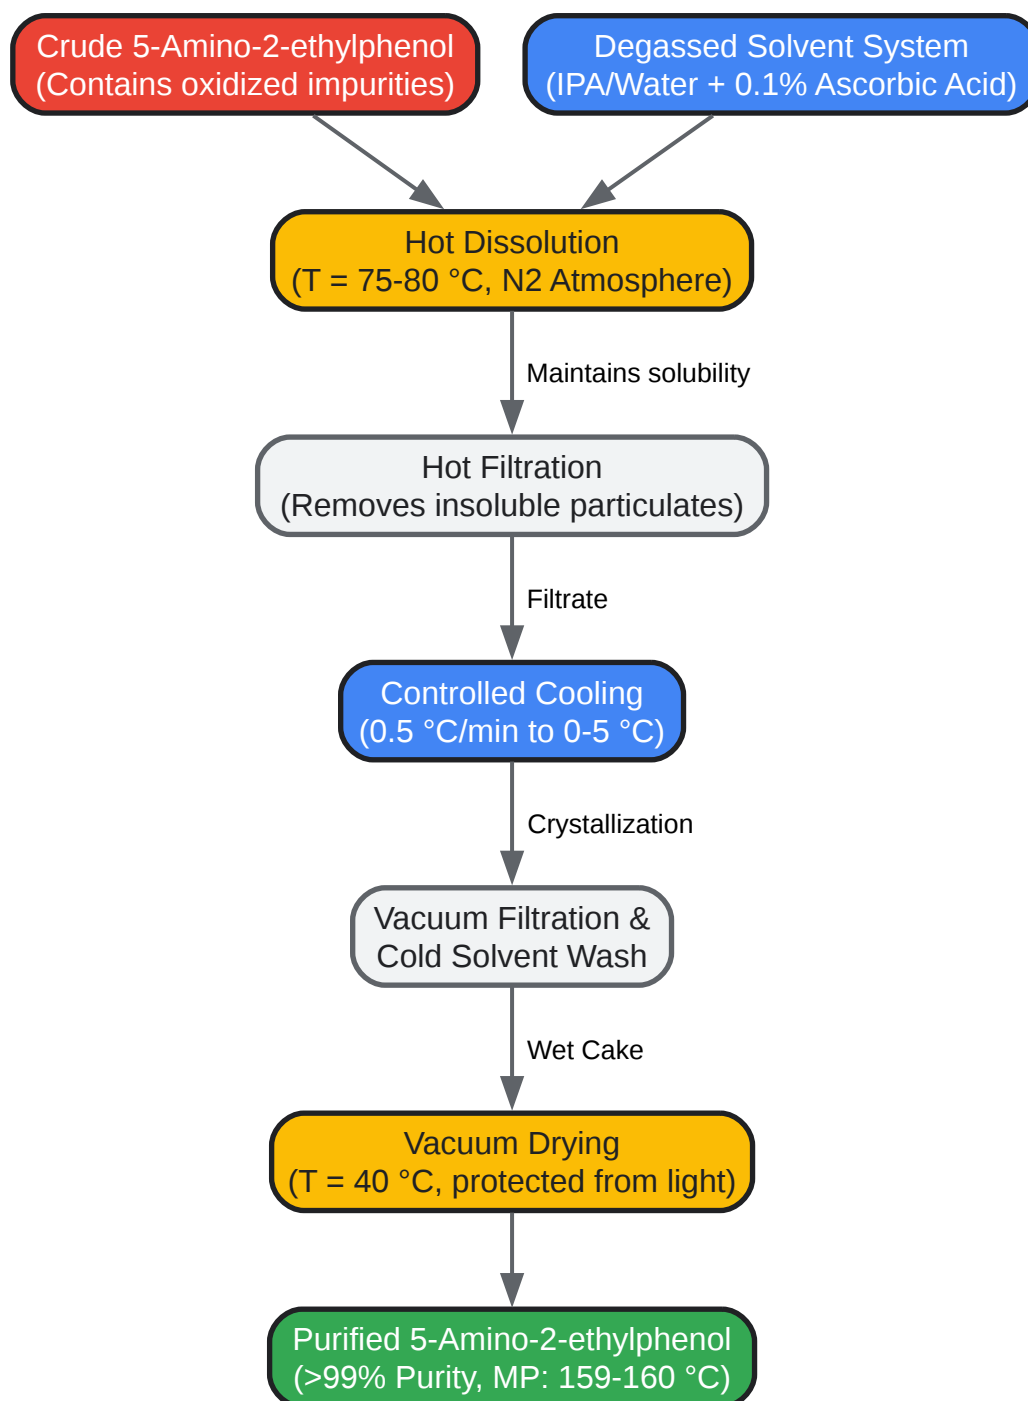 Crude 5-Amino-2-ethylphenol
(Contains oxidized impurities)
Degassed Solvent System
(IPA/Water + 0.1% Ascorbic Acid)
Hot Dissolution
(T = 75-80 °C, N2 Atmosphere)
Maintains solubility
Hot Filtration
(Removes insoluble particulates)
Filtrate
Controlled Cooling
(0.5 °C/min to 0-5 °C)
Crystallization
Vacuum Filtration &
Cold Solvent Wash
Wet Cake
Vacuum Drying
(T = 40 °C, protected from light)
Purified 5-Amino-2-ethylphenol
(>99% Purity, MP: 159-160 °C)